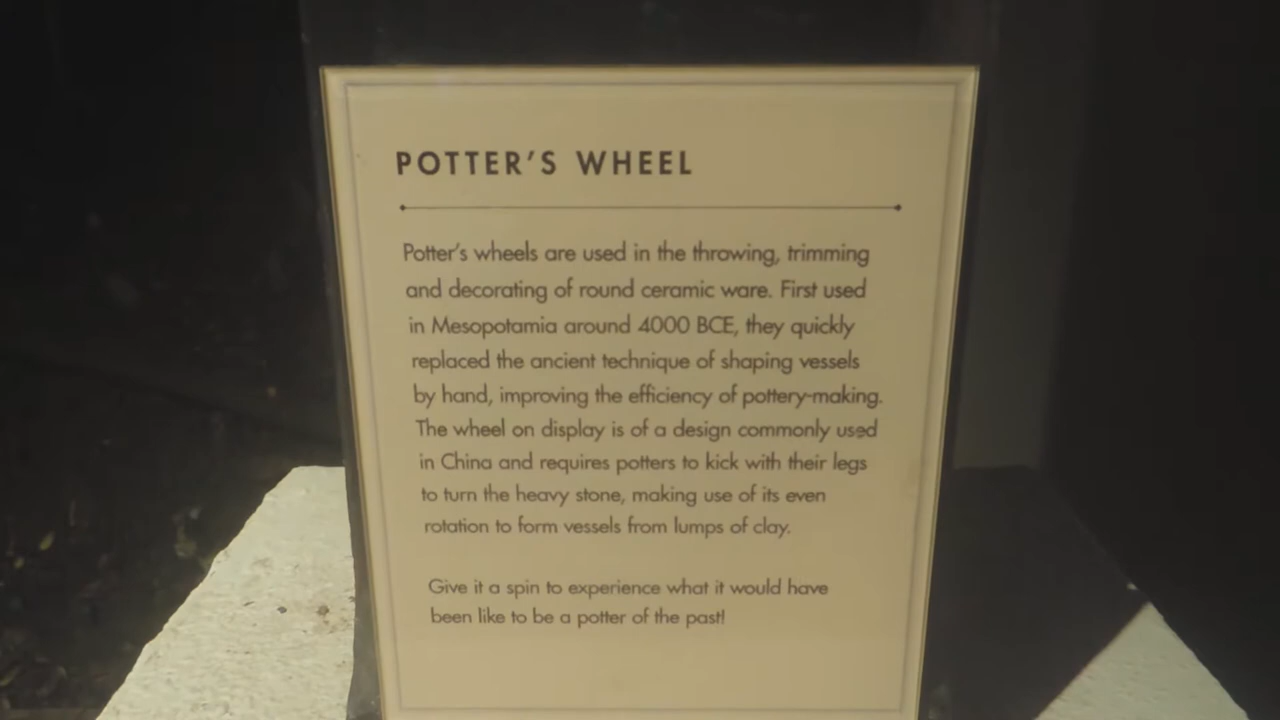 POTTER'S WHEEL
Potter's wheels are used in the throwing, trimming
and decorating of round ceramic ware. First used
in Mesopotamia around 4000 BCE, they quickly
replaced the ancient technique of shaping vessels
by hand, improving the efficiency of pottery-making.
The wheel on display is of a design commonly used
in China and requires potters to kick with their legs
to turn the heavy stone, making use of its even
rotation to form vessels from lumps of clay.
Give it a spin to experience what it would have
been like to be a potter of the past!